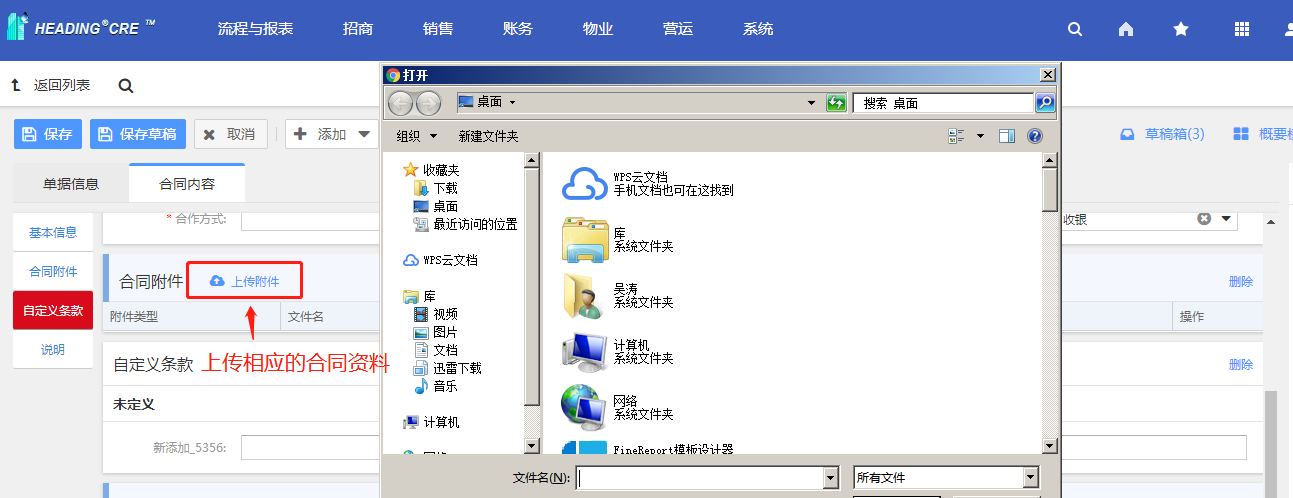 HEADING®CRE ™
流程与报表 招商 销售 账务 物业 营运 系统
返回列表
保存 保存草稿 取消 添加 草稿箱(3)
单据信息 合同内容
基本信息
合同附件
自定义条款
说明
* 合作方式:
收银
合同附件 上传附件 删除
附件类型 文件名 操作
自定义条款 上传相应的合同资料 删除
未定义
新添加_5356:
打开
桌面 搜索 桌面
组织 新建文件夹
收藏夹
下载
桌面
最近访问的位置
WPS云文档
库
视频
图片
文档
迅雷下载
音乐
计算机
WPS云文档
手机文档也可在这找到
库
系统文件夹
吴涛
系统文件夹
计算机
系统文件夹
网络
系统文件夹
FineReport模板设计器
文件名(N): 所有文件